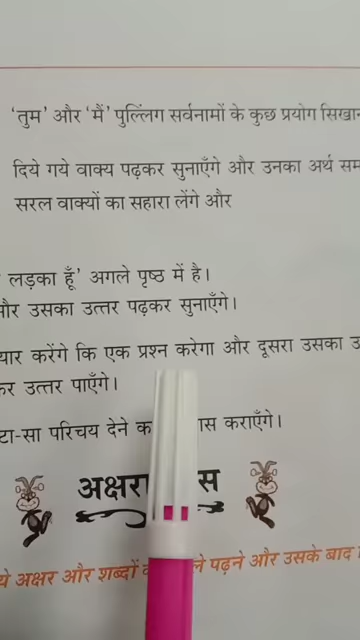 'तुम' और 'मैं' पुल्लिंग सर्वनामों के कुछ प्रयोग
दिये गये वाक्य पढ़कर सुनाएँगे और उनका अर्थ
सरल वाक्यों का सहारा लेंगे और
लड़का हूँ' अगले पृष्ठ में है।
और उसका उत्तर पढ़कर सुनाएँगे।
करेंगे कि एक प्रश्न करेगा और दूसरा उसका
उत्तर पाएँगे।
परिचय देने कराएँगे।
अक्षर और शब्दों पढ़ने और उसके बाद